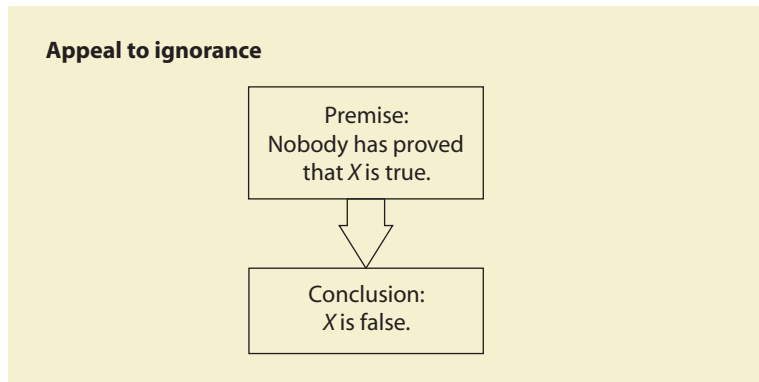 Appeal to ignorance
Premise:
Nobody has proved
that X is true.
Conclusion:
X is false.